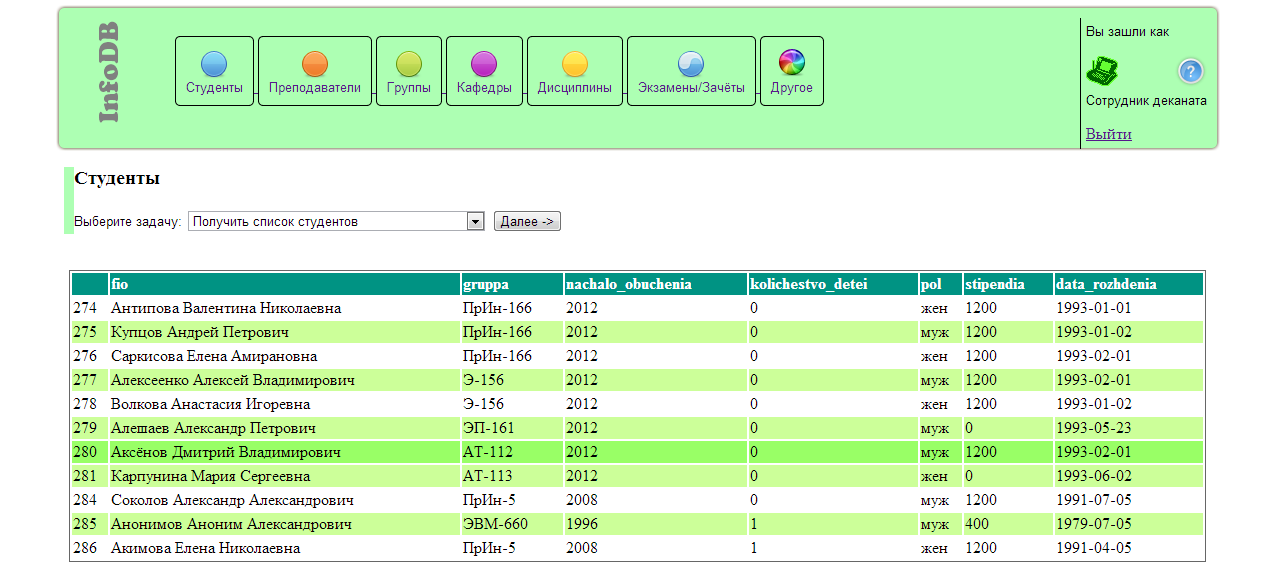 InfoDB
Студенты Преподаватели Группы Кафедры Дисциплины Экзамены/Зачёты Другое
Вы зашли как
?
Сотрудник деканата
Выйти
Студенты
Выберите задачу: Получить список студентов Далее ->
fio gruppa nachalo_obuchenia kolichestvo_detei pol stipendia data_rozhdenia
274 Антипова Валентина Николаевна ПрИн-166 2012 0 жен 1200 1993-01-01
275 Купцов Андрей Петрович ПрИн-166 2012 0 муж 1200 1993-01-02
276 Саркисова Елена Амирановна ПрИн-166 2012 0 жен 1200 1993-02-01
277 Алексеенко Алексей Владимирович Э-156 2012 0 муж 1200 1993-02-01
278 Волкова Анастасия Игоревна Э-156 2012 0 жен 1200 1993-01-02
279 Алешаев Александр Петрович ЭП-161 2012 0 муж 0 1993-05-23
280 Аксёнов Дмитрий Владимирович АТ-112 2012 0 муж 1200 1993-02-01
281 Карпунина Мария Сергеевна АТ-113 2012 0 жен 0 1993-06-02
284 Соколов Александр Александрович ПрИн-5 2008 0 муж 1200 1991-07-05
285 Анонимов Аноним Александрович ЭВМ-660 1996 1 муж 400 1979-07-05
286 Акимова Елена Николаевна ПрИн-5 2008 1 жен 1200 1991-04-05